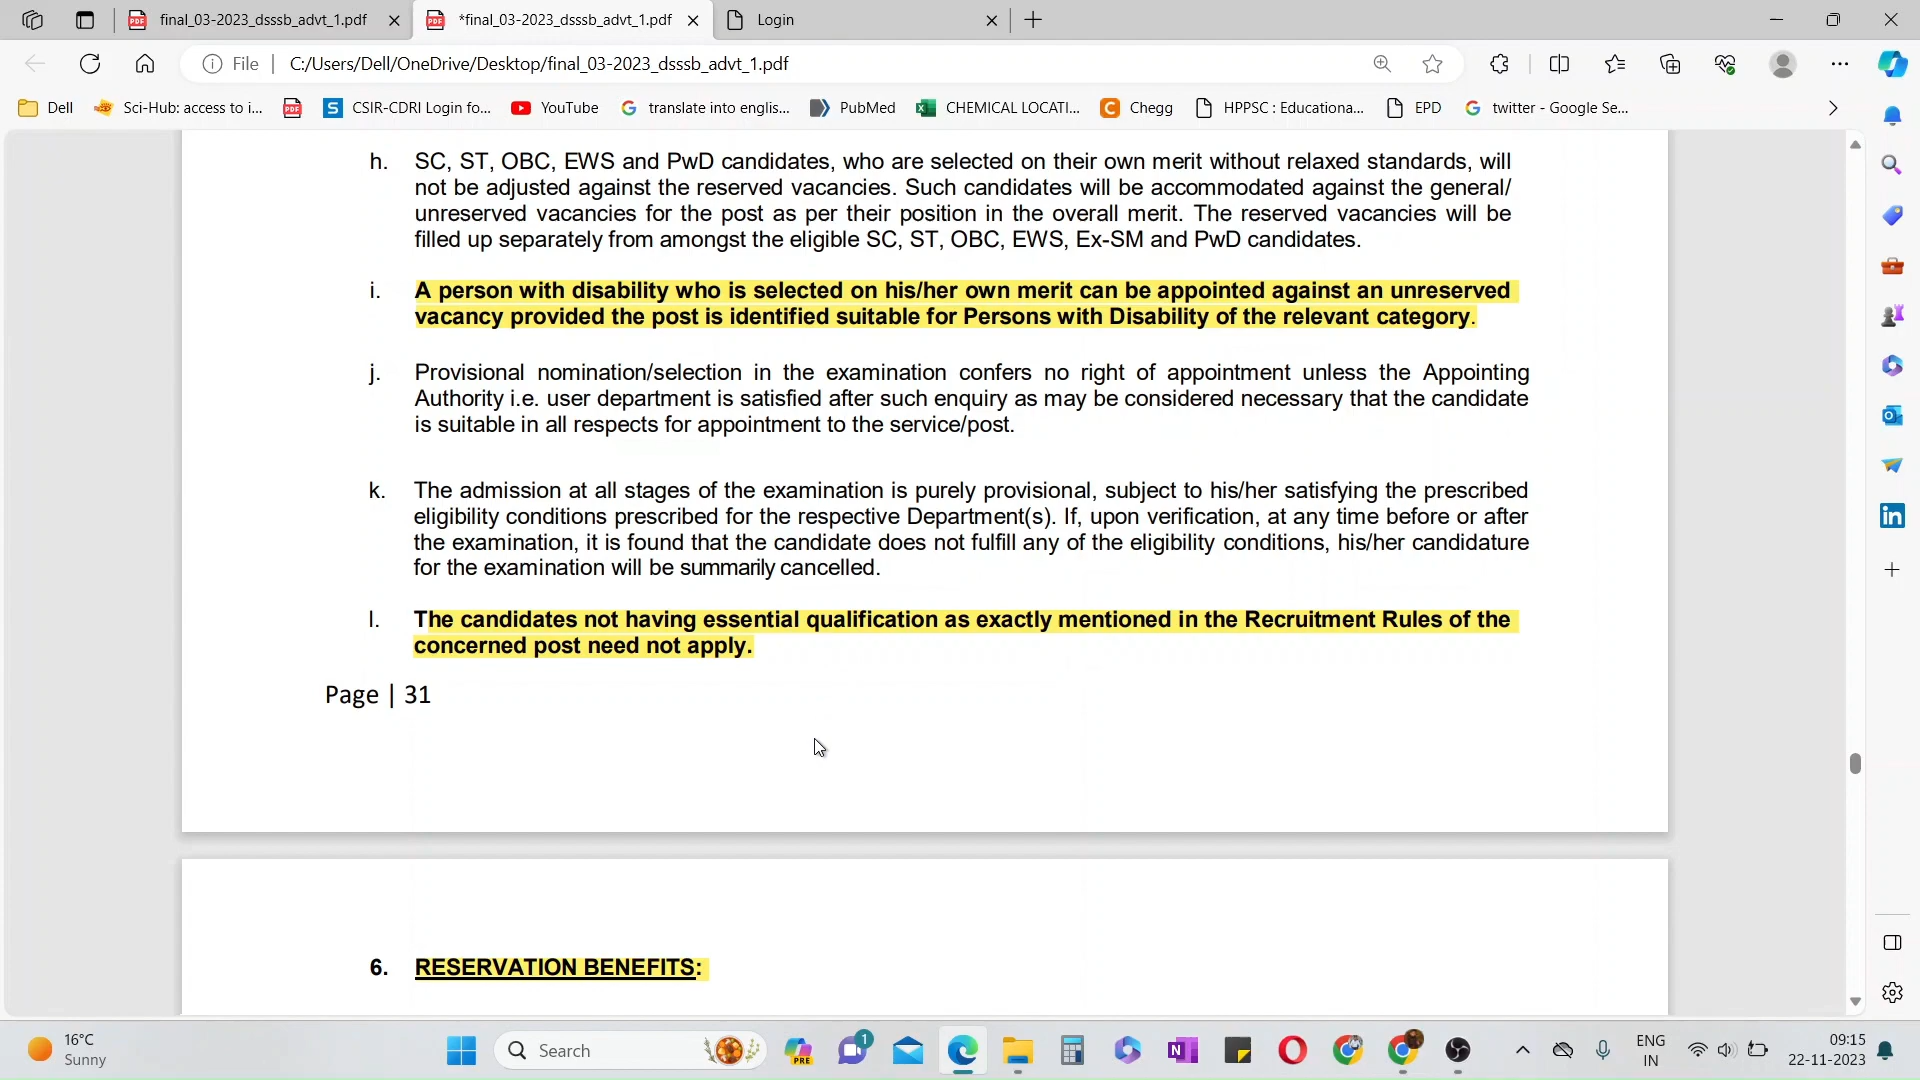 final_03-2023_dsssb_advt_1.pdf
*final_03-2023_dsssb_advt_1.pdf
Login
File
C:/Users/Dell/OneDrive/Desktop/final_03-2023_dsssb_advt_1.pdf
Dell
Sci-Hub: access to i...
CSIR-CDRI Login fo...
YouTube
translate into englis...
PubMed
CHEMICAL LOCATI...
Chegg
HPPSC : Educationa...
EPD
twitter - Google Se...
h. SC, ST, OBC, EWS and PwD candidates, who are selected on their own merit without relaxed standards, will
not be adjusted against the reserved vacancies. Such candidates will be accommodated against the general/
unreserved vacancies for the post as per their position in the overall merit. The reserved vacancies will be
filled up separately from amongst the eligible SC, ST, OBC, EWS, Ex-SM and PwD candidates.
i. A person with disability who is selected on his/her own merit can be appointed against an unreserved
vacancy provided the post is identified suitable for Persons with Disability of the relevant category.
j. Provisional nomination/selection in the examination confers no right of appointment unless the Appointing
Authority i.e. user department is satisfied after such enquiry as may be considered necessary that the candidate
is suitable in all respects for appointment to the service/post.
k. The admission at all stages of the examination is purely provisional, subject to his/her satisfying the prescribed
eligibility conditions prescribed for the respective Department(s). If, upon verification, at any time before or after
the examination, it is found that the candidate does not fulfill any of the eligibility conditions, his/her candidature
for the examination will be summarily cancelled.
l. The candidates not having essential qualification as exactly mentioned in the Recruitment Rules of the
concerned post need not apply.
Page | 31
6. RESERVATION BENEFITS:
16°C
Sunny
Search
PRE
1
ENG
IN
09:15
22-11-2023